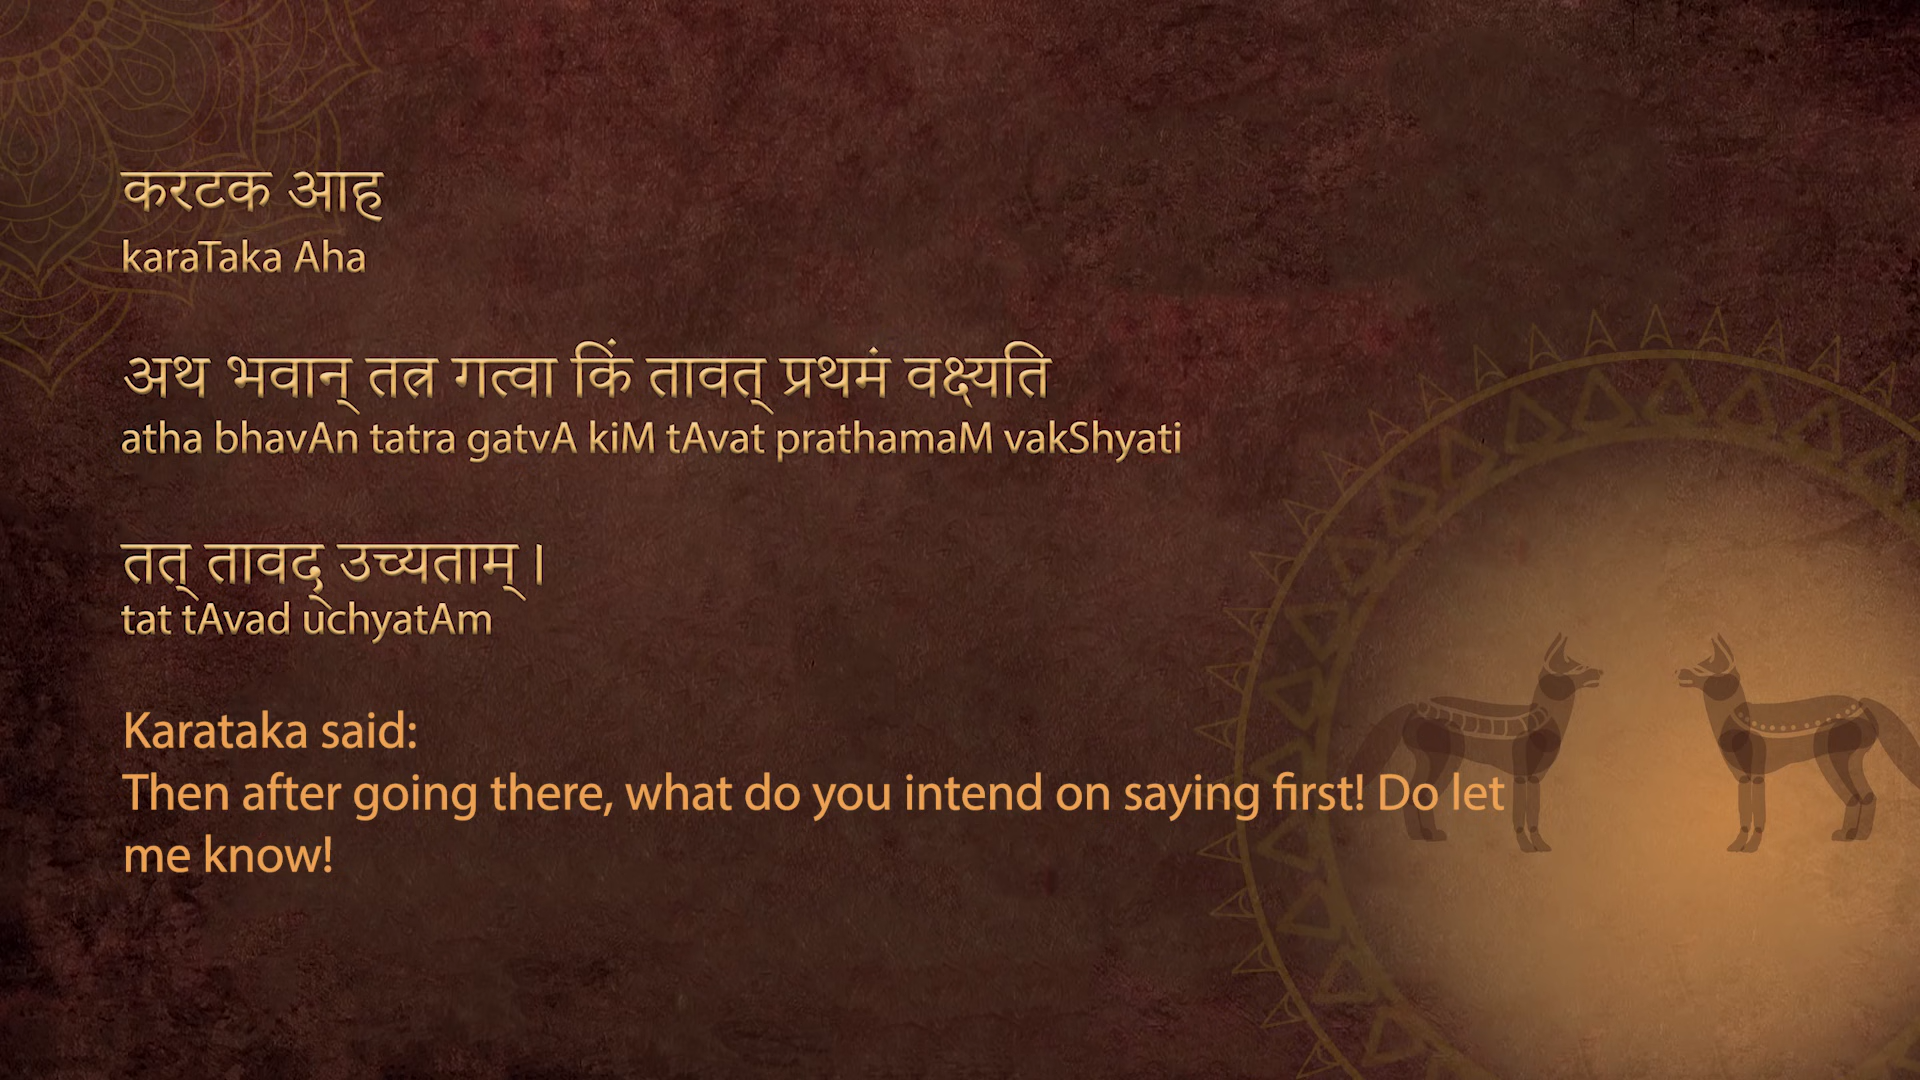 करटक आह
karaTaka Aha
अथ भवान् तत्र गत्वा किं तावत् प्रथमं वक्ष्यति
atha bhavAn tatra gatvA kiM tAvat prathamaM vakShyati
तत् तावद् उच्यताम् ।
tat tAvad uchyatAm
Karataka said:
Then after going there, what do you intend on saying first! Do let
me know!